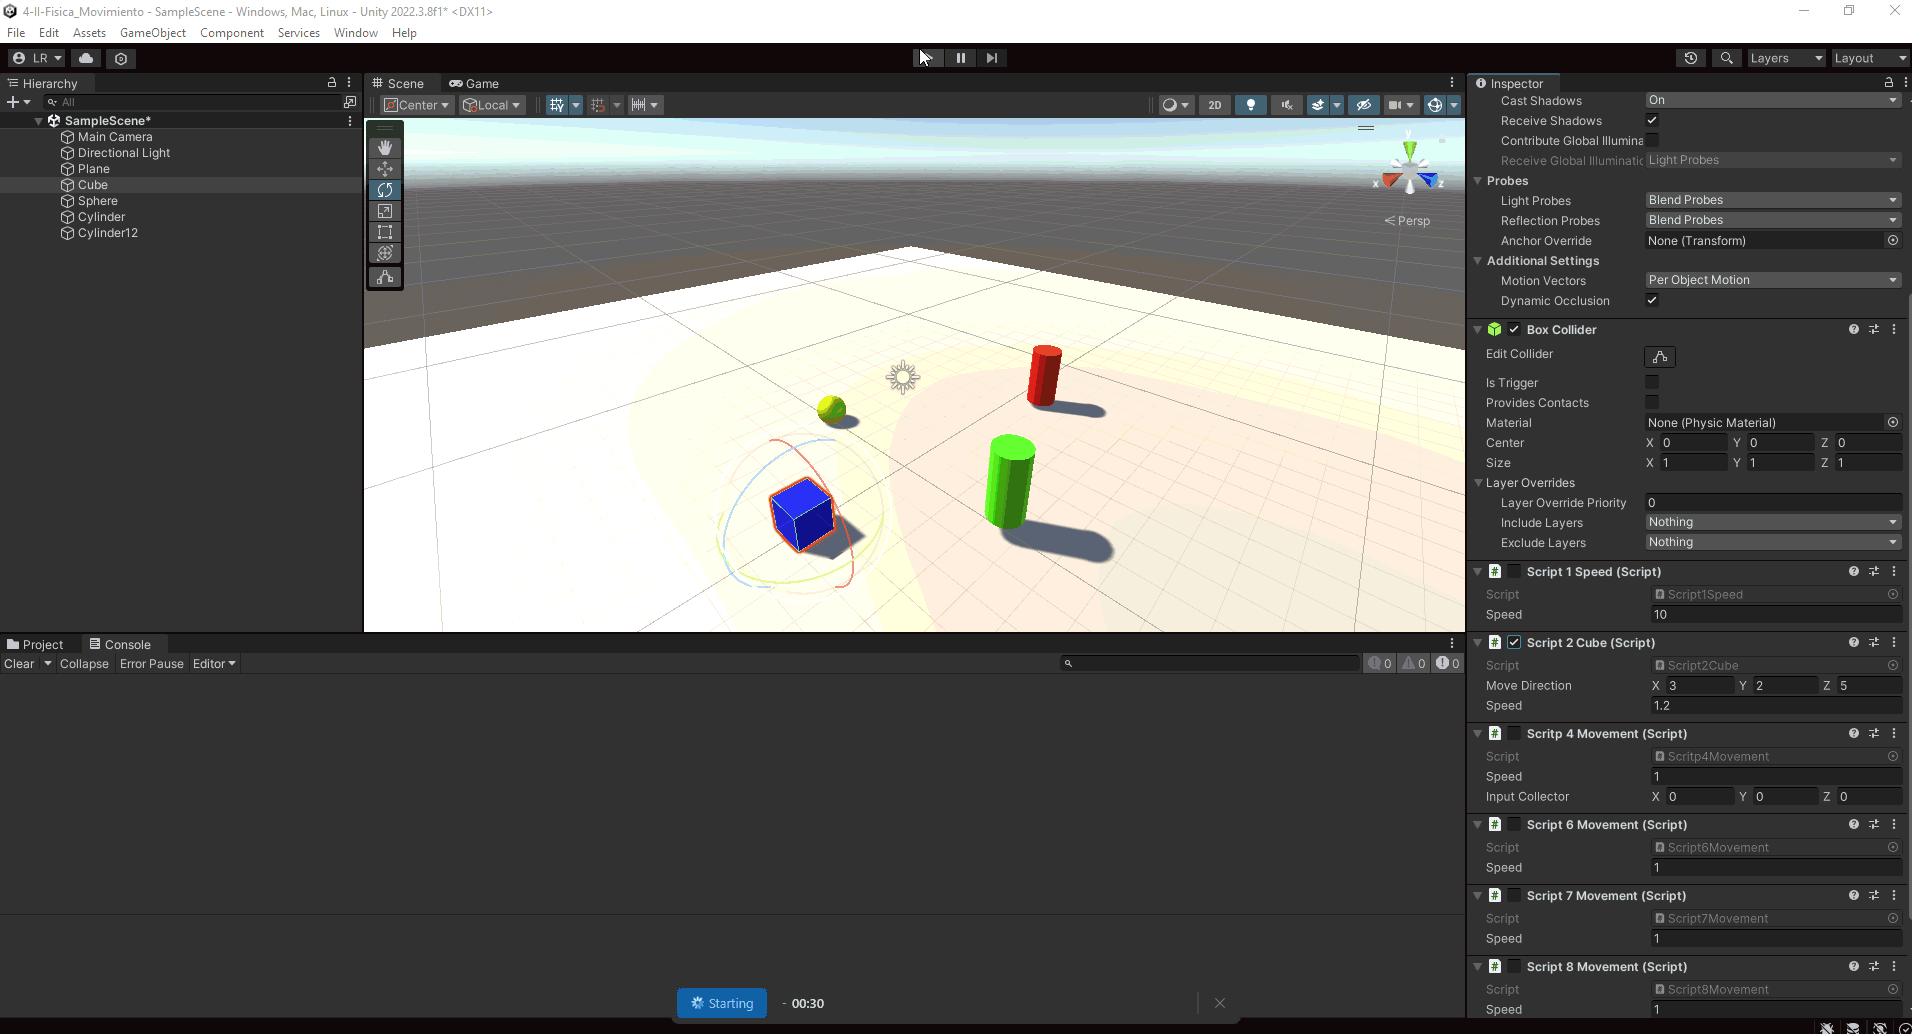 4-II-Fisica_Movimiento - SampleScene - Windows, Mac, Linux - Unity 2022.3.8f1* <DX11>
File Edit Assets GameObject Component Services Window Help
LR Layers Layout
Hierarchy
All
SampleScene*
Main Camera
Directional Light
Plane
Cube
Sphere
Cylinder
Cylinder12
Scene Game
Center Local 2D
y
x z
Persp
Inspector
Cast Shadows On
Receive Shadows
Contribute Global Illumina
Receive Global Illuminatic Light Probes
Probes
Light Probes Blend Probes
Reflection Probes Blend Probes
Anchor Override None (Transform)
Additional Settings
Motion Vectors Per Object Motion
Dynamic Occlusion
Box Collider
Edit Collider
Is Trigger
Provides Contacts
Material None (Physic Material)
Center X 0 Y 0 Z 0
Size X 1 Y 1 Z 1
Layer Overrides
Layer Override Priority 0
Include Layers Nothing
Exclude Layers Nothing
# Script 1 Speed (Script)
Script Script1Speed
Speed 10
# Script 2 Cube (Script)
Script Script2Cube
Move Direction X 3 Y 2 Z 5
Speed 1.2
# Scritp 4 Movement (Script)
Script Scritp4Movement
Speed 1
Input Collector X 0 Y 0 Z 0
# Script 6 Movement (Script)
Script Script6Movement
Speed 1
# Script 7 Movement (Script)
Script Script7Movement
Speed 1
# Script 8 Movement (Script)
Script Script8Movement
Speed 1
Project Console
Clear Collapse Error Pause Editor 0 0 0
Starting - 00:30